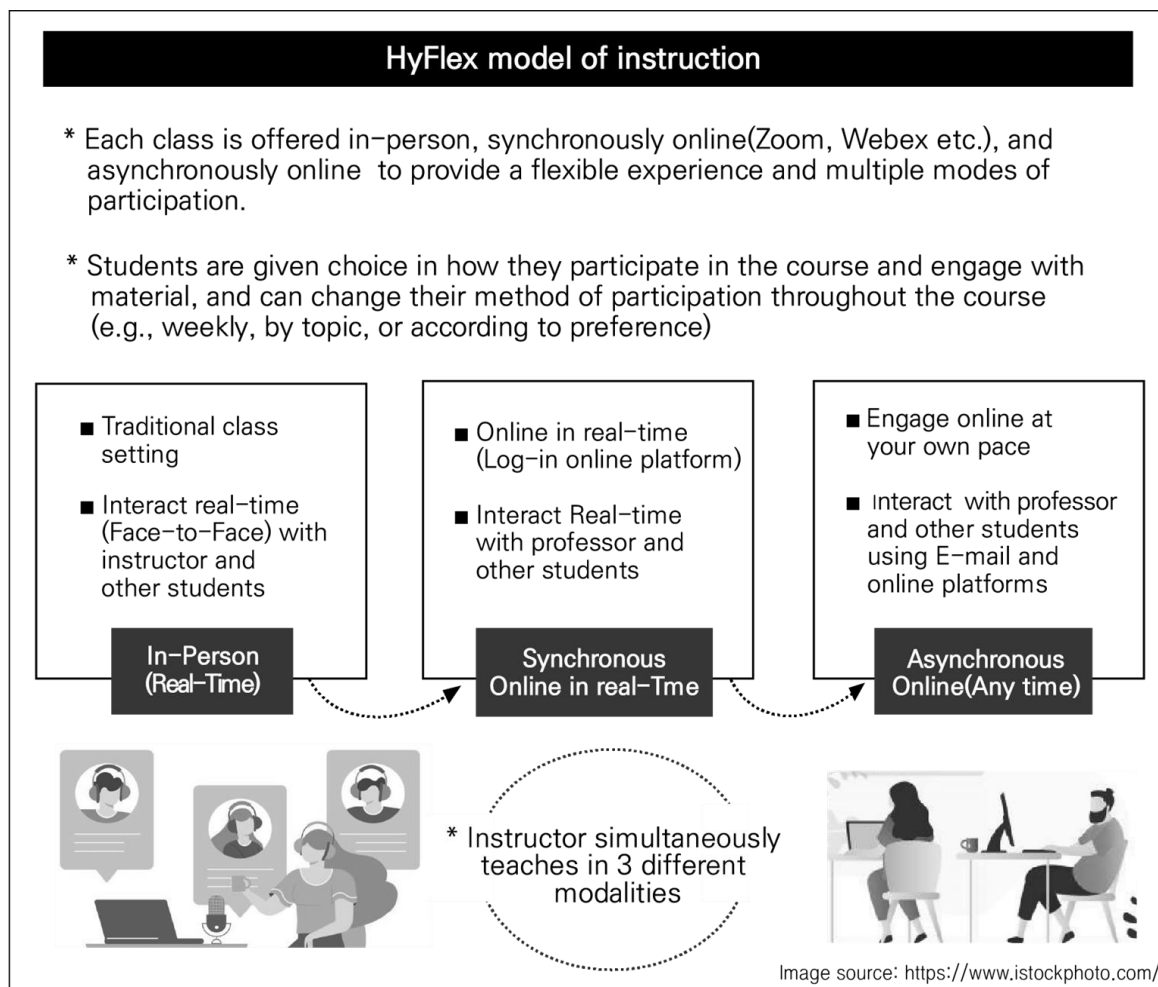 HyFlex model of instruction
* Each class is offered in-person, synchronously online(Zoom, Webex etc.), and
asynchronously online to provide a flexible experience and multiple modes of
participation.
* Students are given choice in how they participate in the course and engage with
material, and can change their method of participation throughout the course
(e.g., weekly, by topic, or according to preference)
■ Traditional class
setting
■ Interact real-time
(Face-to-Face) with
instructor and
other students
In-Person
(Real-Time)
■ Online in real-time
(Log-in online platform)
■ Interact Real-time
with professor and
other students
Synchronous
Online in real-Tme
■ Engage online at
your own pace
■ Interact with professor
and other students
using E-mail and
online platforms
Asynchronous
Online(Any time)
* Instructor simultaneously
teaches in 3 different
modalities
Image source: https://www.istockphoto.com/